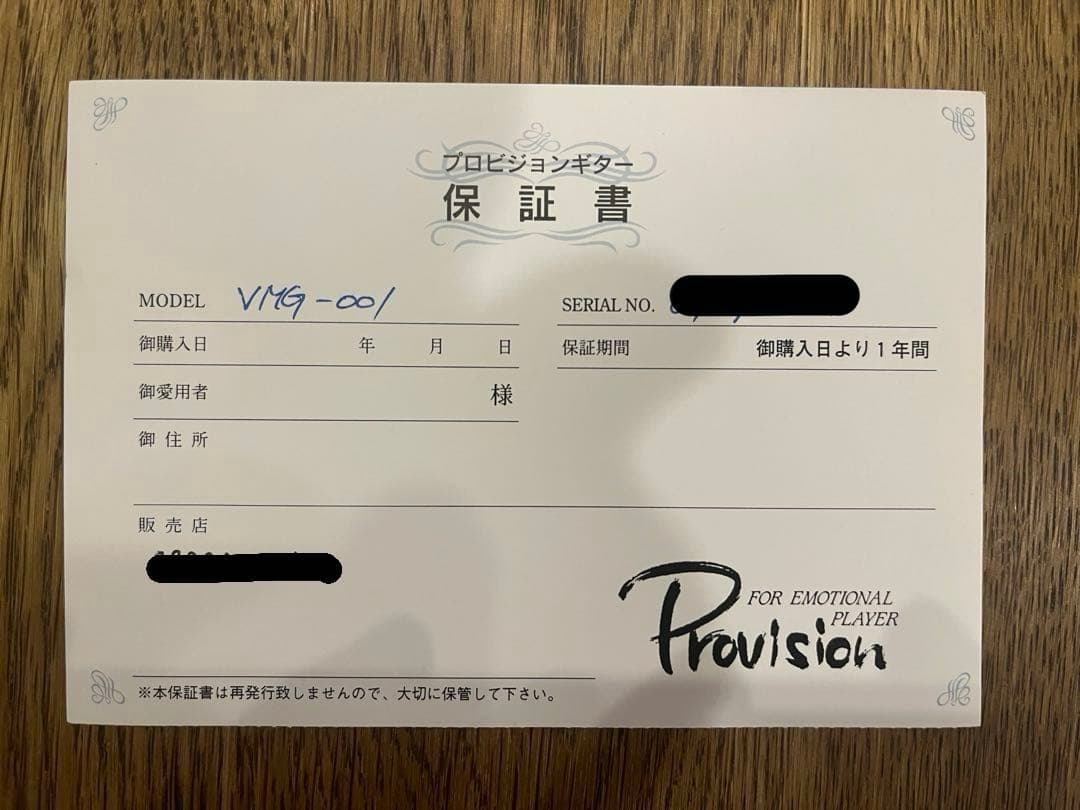 プロビジョンギター
保証書
MODEL VMG-001
SERIAL NO.
御購入日 年 月 日
保証期間 御購入日より1年間
御愛用者 様
御住所
販売店
FOR EMOTIONAL
PLAYER
Provision
※本保証書は再発行致しませんので、大切に保管して下さい。